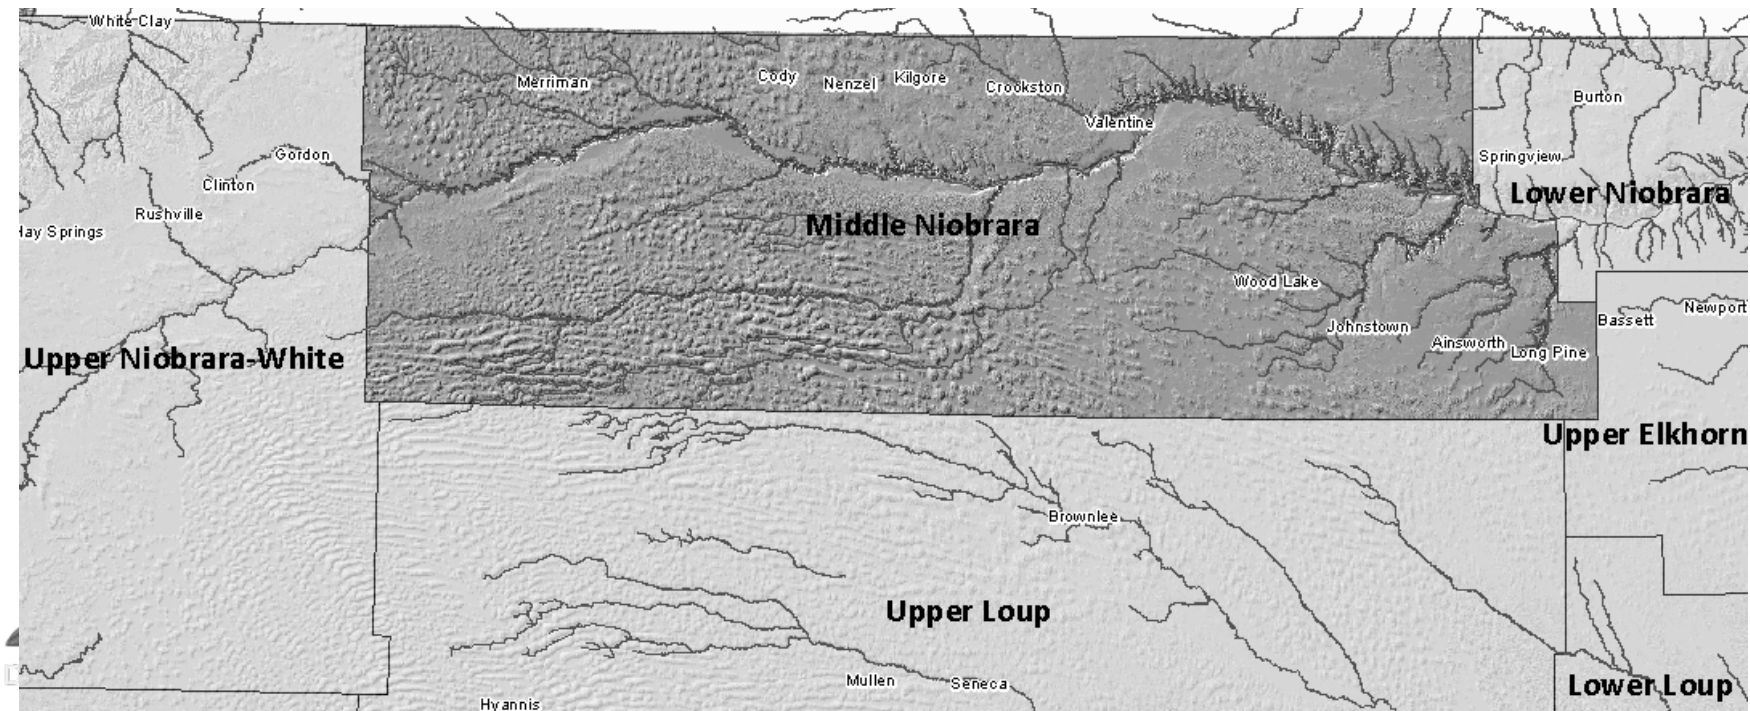 White Clay
Merriman
Cody
Nenzel
Kilgore
Crookston
Burton
Valentine
Gordon
Springview
Clinton
Lower Niobrara
Rushville
Middle Niobrara
Hay Springs
Wood Lake
Newport
Bassett
Johnstown
Ainsworth
Long Pine
Upper Niobrara-White
Upper Elkhorn
Brownlee
Upper Loup
Mullen
Seneca
Lower Loup
Hyannis